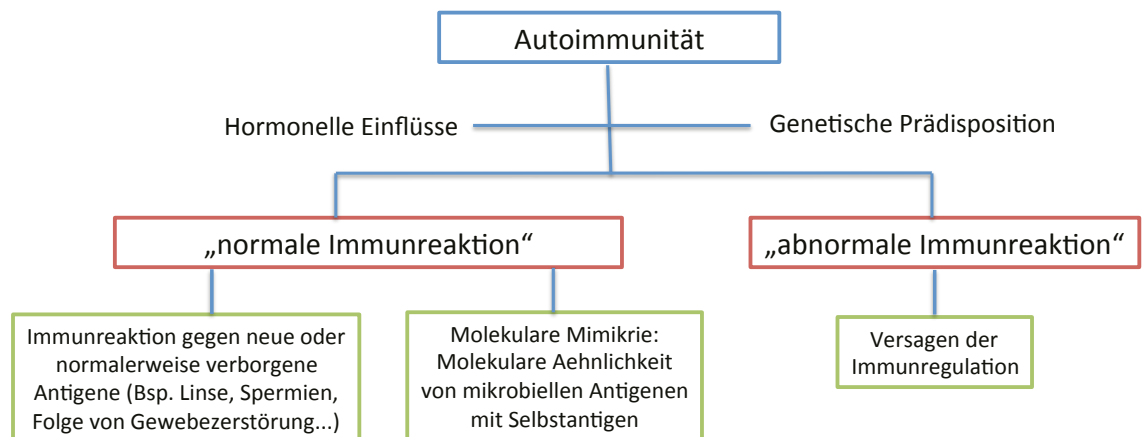 Autoimmunität
Hormonelle Einflüsse
Genetische Prädisposition
„normale Immunreaktion“
„abnormale Immunreaktion“
Immunreaktion gegen neue oder
normalerweise verborgene
Antigene (Bsp. Linse, Spermien,
Folge von Gewebezerstörung...)
Molekulare Mimikrie:
Molekulare Aehnlichkeit
von mikrobiellen Antigenen
mit Selbstantigen
Versagen der
Immunregulation